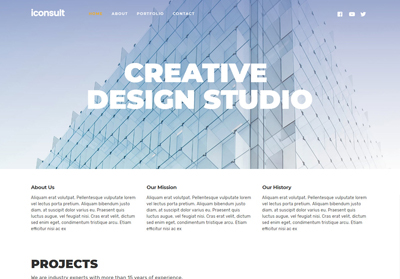 iconsult
HOME ABOUT PORTFOLIO CONTACT
CREATIVE
DESIGN STUDIO
About Us
Aliquam erat volutpat. Pellentesque vulputate lorem
vel lectus porta pretium. Aliquam bibendum justo
diam, at suscipit dolor varius eu. Praesent quis
luctus augue, vel feugiat nisi. Cras erat velit, dictum
sed enim eget, condimentum tristique arcu. Etiam
efficitur nisi ac ex
Our Mission
Aliquam erat volutpat. Pellentesque vulputate lorem
vel lectus porta pretium. Aliquam bibendum justo
diam, at suscipit dolor varius eu. Praesent quis
luctus augue, vel feugiat nisi. Cras erat velit, dictum
sed enim eget, condimentum tristique arcu. Etiam
efficitur nisi ac ex
Our History
Aliquam erat volutpat. Pellentesque vulputate lorem
vel lectus porta pretium. Aliquam bibendum justo
diam, at suscipit dolor varius eu. Praesent quis
luctus augue, vel feugiat nisi. Cras erat velit, dictum
sed enim eget, condimentum tristique arcu. Etiam
efficitur nisi ac ex
PROJECTS
We are industry experts with more than 15 years of experience.